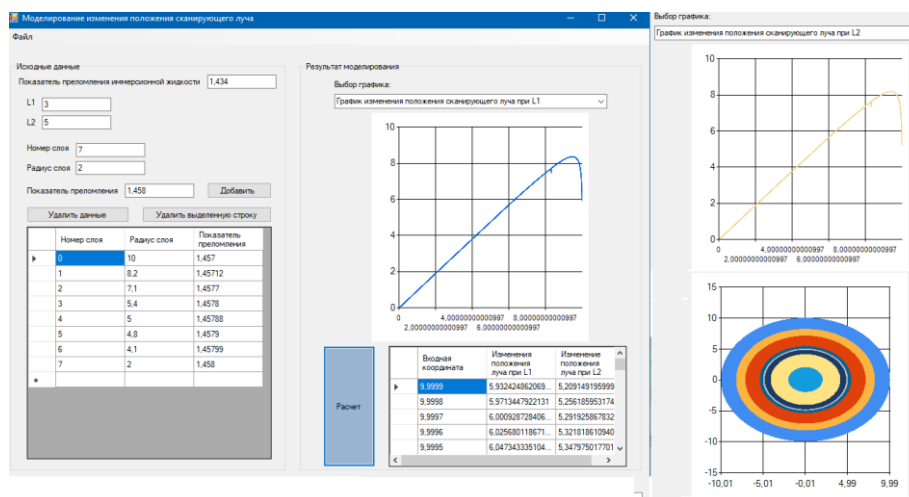 Моделирование изменения положения сканирующего луча
Файл
Исходные данные
Показатель преломления иммерсионной жидкости 1,434
L1 3
L2 5
Номер слоя 7
Радиус слоя 2
Показатель преломления 1,458 Добавить
Удалить данные Удалить выделенную строку
Номер слоя Радиус слоя Показатель преломления
0 10 1,457
1 8,2 1,45712
2 7,1 1,4577
3 5,4 1,4578
4 5 1,45788
5 4,8 1,4579
6 4,1 1,45799
7 2 1,458
Результат моделирования
Выбор графика:
График изменения положения сканирующего луча при L1
10
8
6
4
2
0
0 4,00000000000997 8,00000000000997
2,00000000000997 6,00000000000997
Расчет
Входная координата Изменения положения луча при L1 Изменение положения луча при L2
9,9999 5,932424862069... 5,209149195999
9,9998 5,9713447922131 5,256185953174
9,9997 6,000928728406... 5,291925867832
9,9996 6,025680118671... 5,321818610940
9,9995 6,047343335104... 5,347975017701
Выбор графика:
График изменения положения сканирующего луча при L2
10
8
6
4
2
0
0 4,00000000000997 8,00000000000997
2,00000000000997 6,00000000000997
15
10
5
0
-5
-10
-15
-10,01 -5,01 -0,01 4,99 9,99